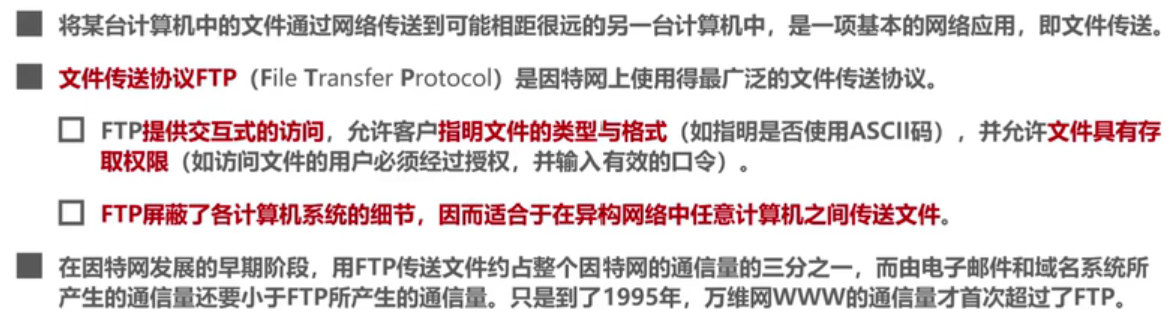 将某台计算机中的文件通过网络传送到可能相距很远的另一台计算机中，是一项基本的网络应用，即文件传送。
文件传送协议FTP（File Transfer Protocol）是因特网上使用得最广泛的文件传送协议。
FTP提供交互式的访问，允许客户指明文件的类型与格式（如指明是否使用ASCII码），并允许文件具有存
取权限（如访问文件的用户必须经过授权，并输入有效的口令）。
FTP屏蔽了各计算机系统的细节，因而适合于在异构网络中任意计算机之间传送文件。
在因特网发展的早期阶段，用FTP传送文件约占整个因特网的通信量的三分之一，而由电子邮件和域名系统所
产生的通信量还要小于FTP所产生的通信量。只是到了1995年，万维网WWW的通信量才首次超过了FTP。